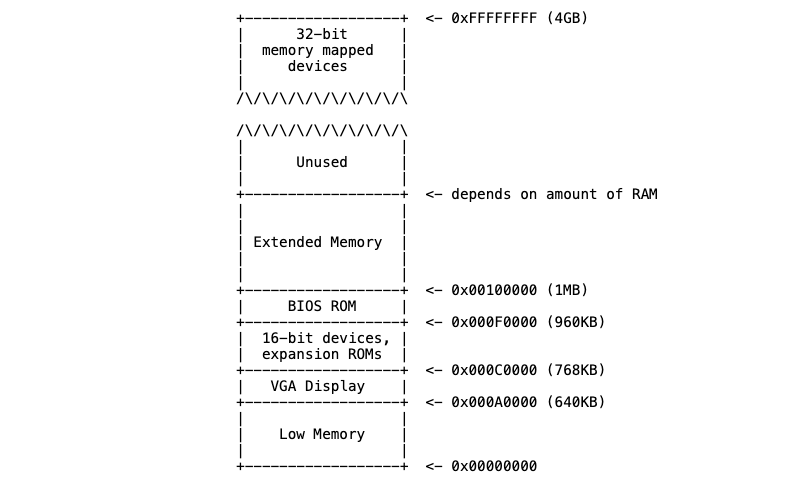 +------------------+  <- 0xFFFFFFFF (4GB)
|      32-bit      |
|  memory mapped   |
|     devices      |
|                  |
/\/\/\/\/\/\/\/\/\/\

/\/\/\/\/\/\/\/\/\/\
|                  |
|      Unused      |
|                  |
+------------------+  <- depends on amount of RAM
|                  |
|                  |
| Extended Memory  |
|                  |
|                  |
+------------------+  <- 0x00100000 (1MB)
|     BIOS ROM     |
+------------------+  <- 0x000F0000 (960KB)
|  16-bit devices, |
|  expansion ROMs  |
+------------------+  <- 0x000C0000 (768KB)
|   VGA Display    |
+------------------+  <- 0x000A0000 (640KB)
|                  |
|    Low Memory    |
|                  |
+------------------+  <- 0x00000000